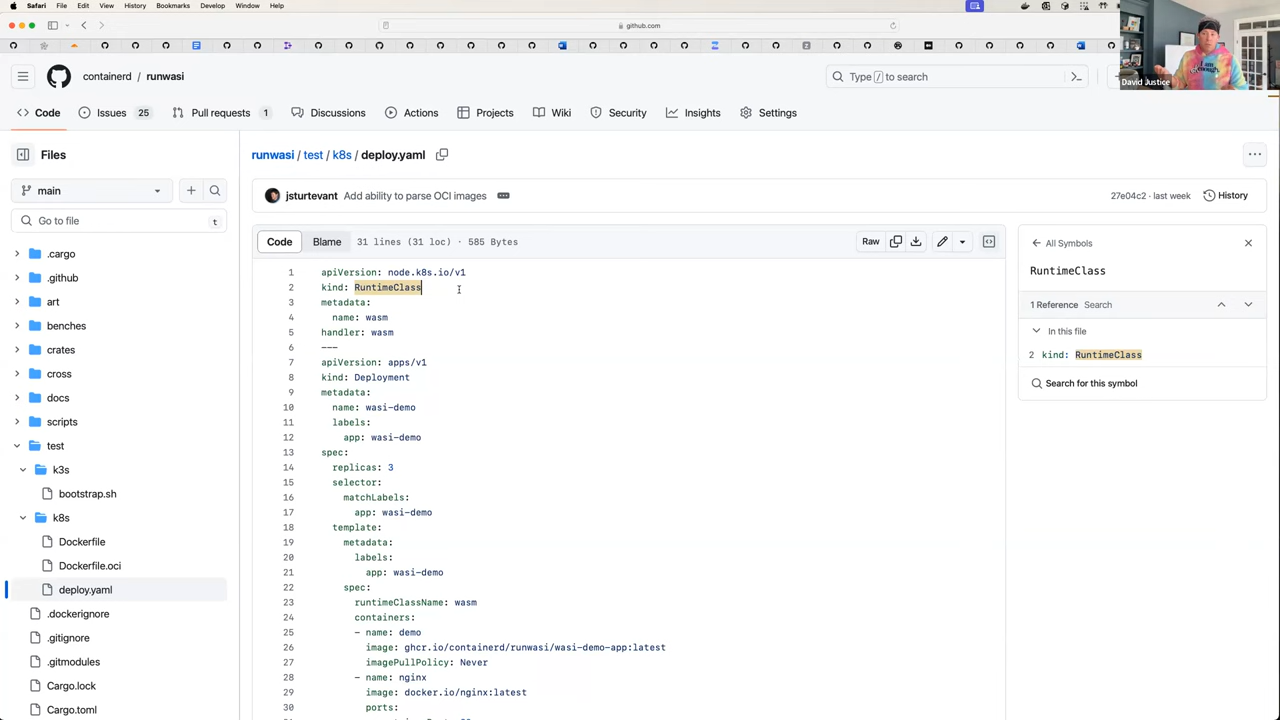 Safari File Edit View History Bookmarks Develop Window Help
github.com
containerd / runwasi
Type / to search
David Justice
Code
Issues 25
Pull requests 1
Discussions
Actions
Projects
Wiki
Security
Insights
Settings
Files
runwasi / test / k8s / deploy.yaml
main
jsturtevant Add ability to parse OCI images
27e04c2 · last week
History
Go to file t
Code Blame 31 lines (31 loc) · 585 Bytes
Raw
All Symbols
RuntimeClass
1 Reference Search
In this file
2 kind: RuntimeClass
Search for this symbol
.cargo
.github
art
benches
crates
cross
docs
scripts
test
k3s
bootstrap.sh
k8s
Dockerfile
Dockerfile.oci
deploy.yaml
.dockerignore
.gitignore
.gitmodules
Cargo.lock
Cargo.toml
1 apiVersion: node.k8s.io/v1
2 kind: RuntimeClass
3 metadata:
4 name: wasm
5 handler: wasm
6 ---
7 apiVersion: apps/v1
8 kind: Deployment
9 metadata:
10 name: wasi-demo
11 labels:
12 app: wasi-demo
13 spec:
14 replicas: 3
15 selector:
16 matchLabels:
17 app: wasi-demo
18 template:
19 metadata:
20 labels:
21 app: wasi-demo
22 spec:
23 runtimeClassName: wasm
24 containers:
25 - name: demo
26 image: ghcr.io/containerd/runwasi/wasi-demo-app:latest
27 imagePullPolicy: Never
28 - name: nginx
29 image: docker.io/nginx:latest
30 ports: